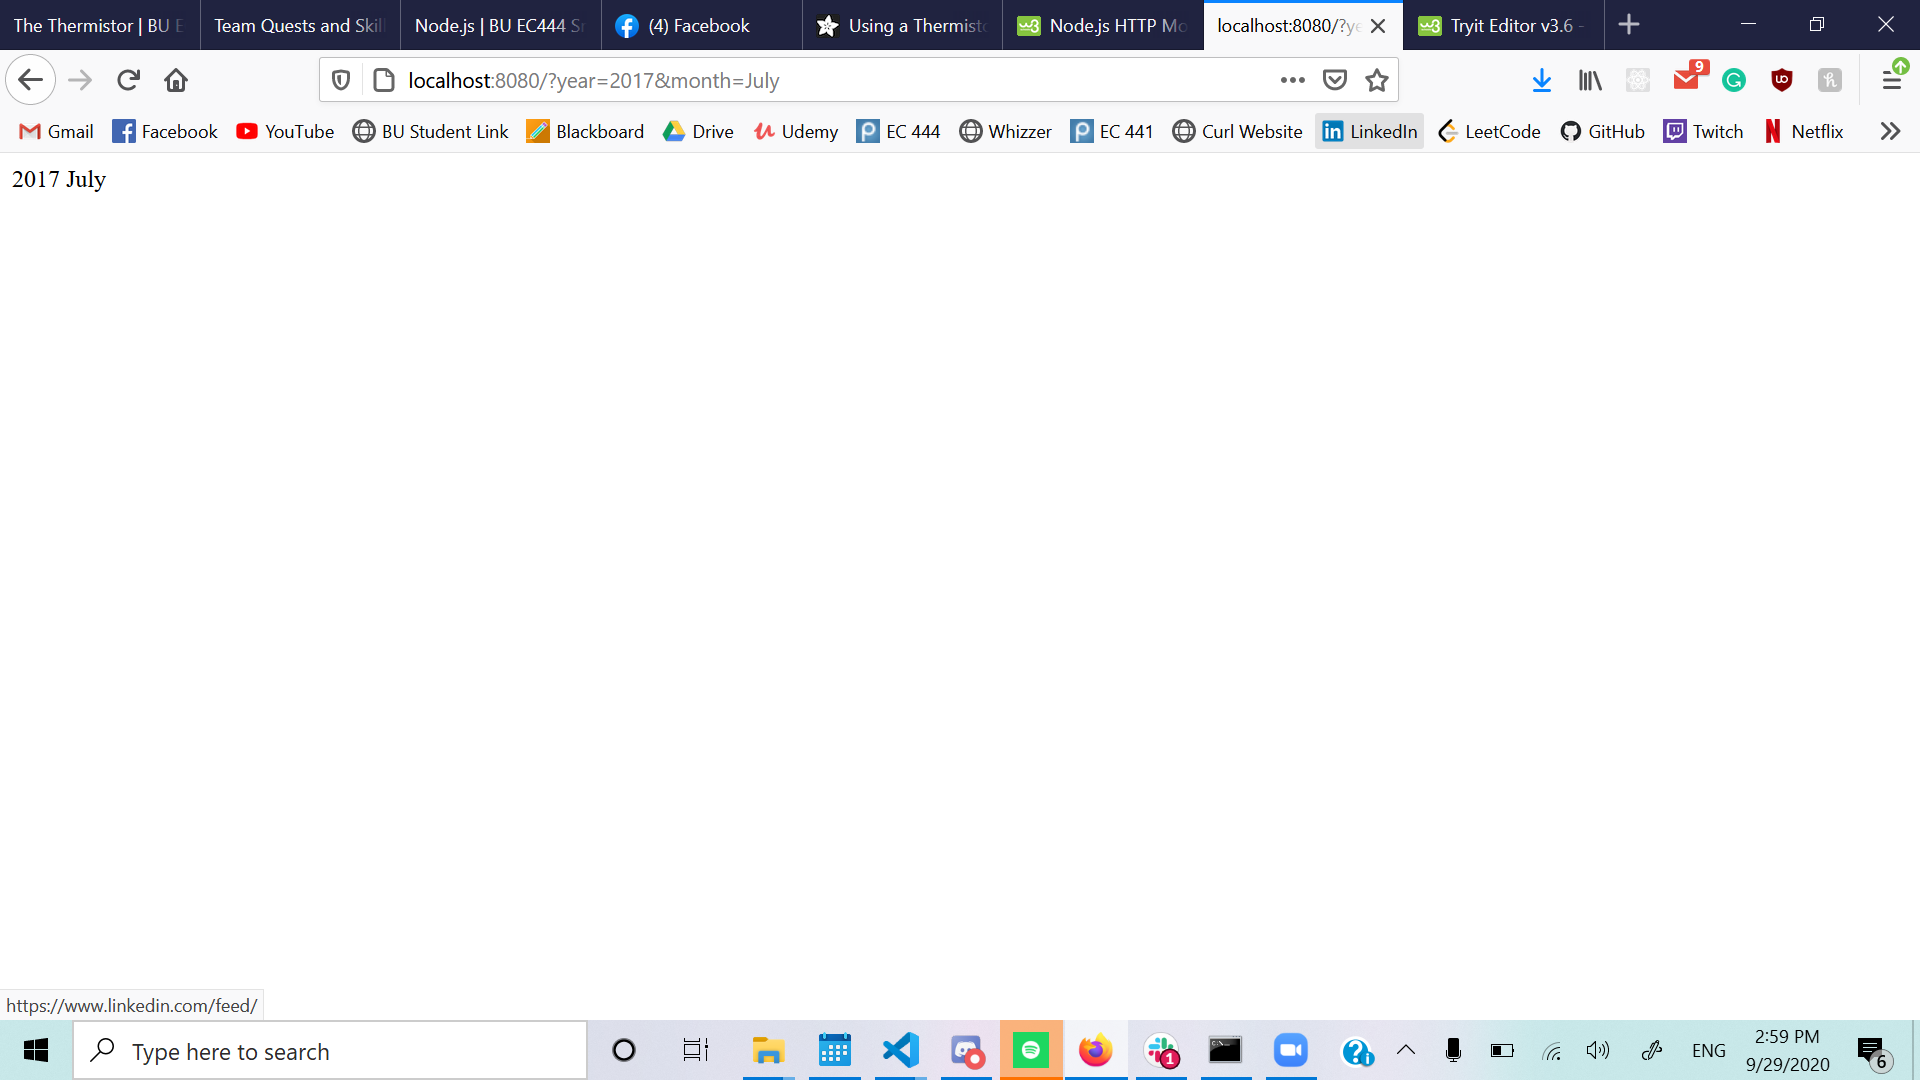 The Thermistor | BU E
Team Quests and Skil
Node.js | BU EC444 S
(4) Facebook
Using a Thermist
Node.js HTTP Mo
localhost:8080/?ye
Tryit Editor v3.6 -
localhost:8080/?year=2017&month=July
9
Gmail
Facebook
YouTube
BU Student Link
Blackboard
Drive
Udemy
EC 444
Whizzer
EC 441
Curl Website
LinkedIn
LeetCode
GitHub
Twitch
Netflix
2017 July
https://www.linkedin.com/feed/
Type here to search
1
ENG
2:59 PM
9/29/2020
6